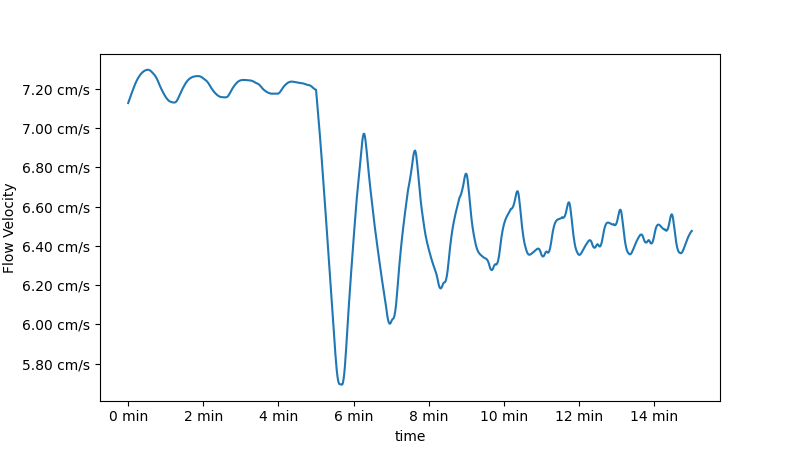 Flow Velocity
7.20 cm/s
7.00 cm/s
6.80 cm/s
6.60 cm/s
6.40 cm/s
6.20 cm/s
6.00 cm/s
5.80 cm/s
0 min 2 min 4 min 6 min 8 min 10 min 12 min 14 min
time